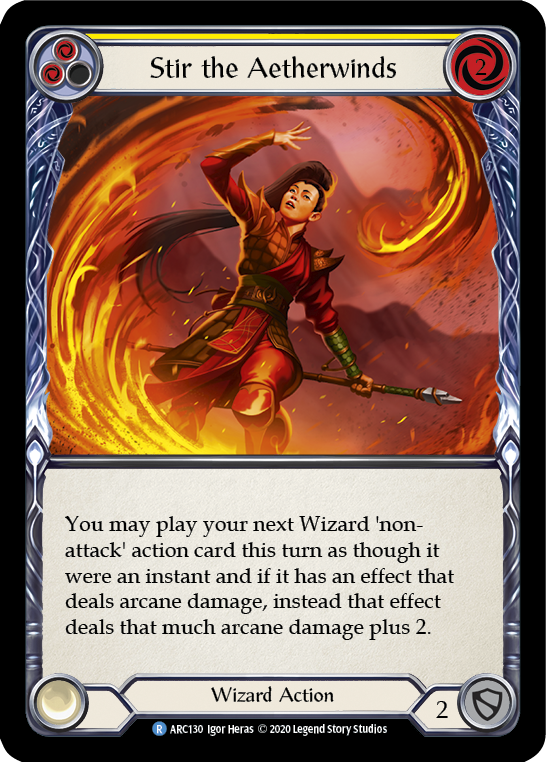 Stir the Aetherwinds
2
You may play your next Wizard 'non-
attack' action card this turn as though it
were an instant and if it has an effect that
deals arcane damage, instead that effect
deals that much arcane damage plus 2.
Wizard Action
2
R ARC130 Igor Heras © 2020 Legend Story Studios